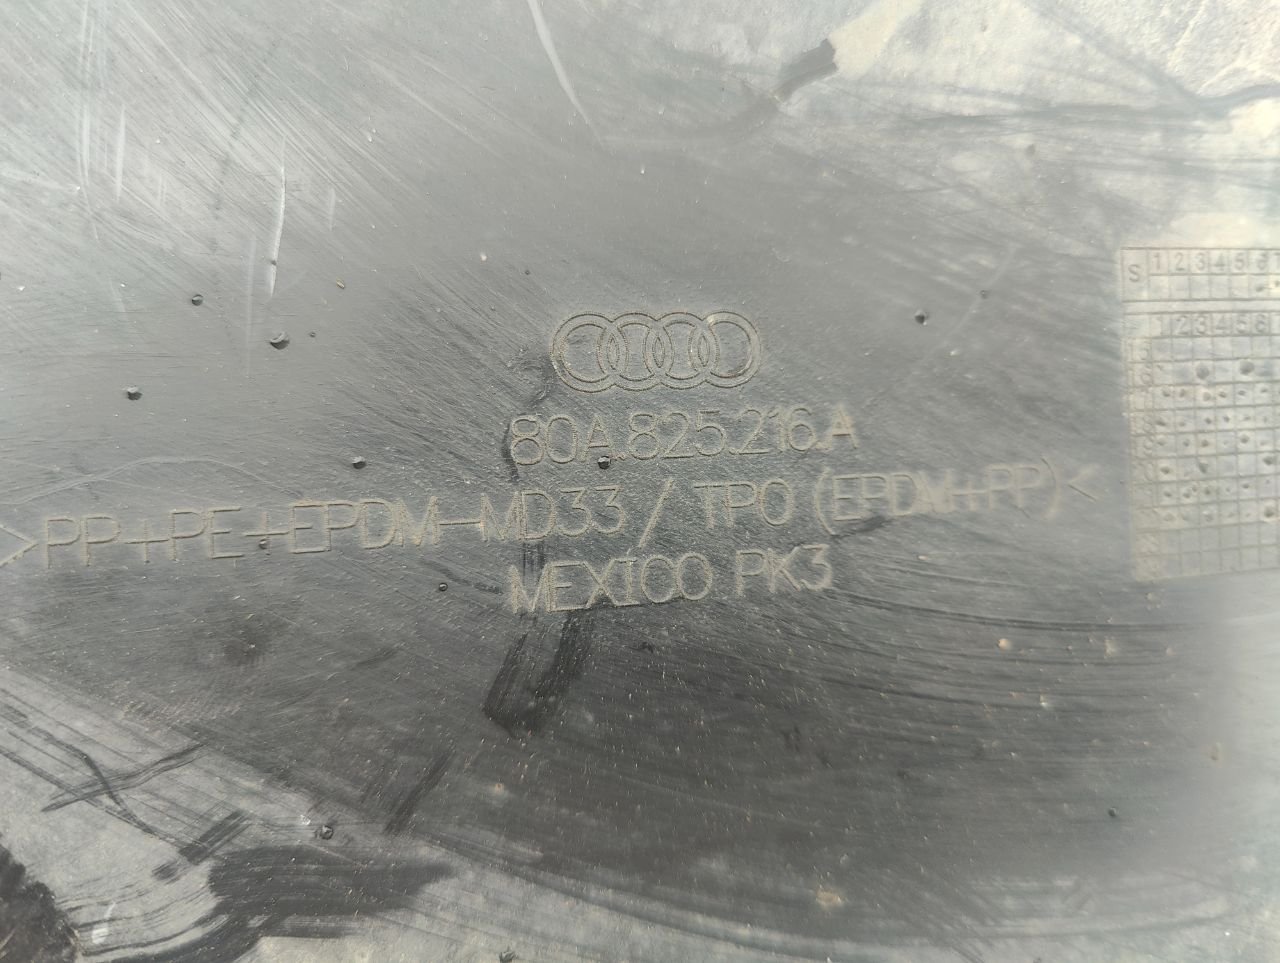 80A.825.216.A
>PP+PE+EPDM-MD33 / TPO (EPDM+PP)<
MEXICO PK3
S 1 2 3 4 5 6
1 2 3 4 5 6